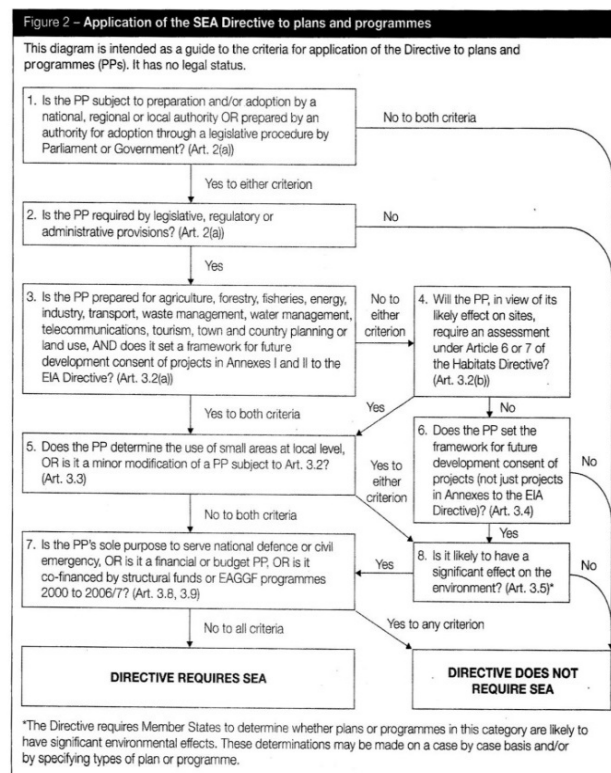 Figure 2 – Application of the SEA Directive to plans and programmes
This diagram is intended as a guide to the criteria for application of the Directive to plans and
programmes (PPs). It has no legal status.
1. Is the PP subject to preparation and/or adoption by a
national, regional or local authority OR prepared by an
authority for adoption through a legislative procedure by
Parliament or Government? (Art. 2(a))
No to both criteria
Yes to either criterion
2. Is the PP required by legislative, regulatory or
administrative provisions? (Art. 2(a))
No
Yes
3. Is the PP prepared for agriculture, forestry, fisheries, energy,
industry, transport, waste management, water management,
telecommunications, tourism, town and country planning or
land use, AND does it set a framework for future
development consent of projects in Annexes I and II to the
EIA Directive? (Art. 3.2(a))
No to
either
criterion
4. Will the PP, in view of its
likely effect on sites,
require an assessment
under Article 6 or 7 of
the Habitats Directive?
(Art. 3.2(b))
Yes to both criteria
Yes
No
5. Does the PP determine the use of small areas at local level,
OR is it a minor modification of a PP subject to Art. 3.2?
(Art. 3.3)
Yes to
either
criterion
6. Does the PP set the
framework for future
development consent of
projects (not just projects
in Annexes to the EIA
Directive)? (Art. 3.4)
No
No to both criteria
Yes
7. Is the PP's sole purpose to serve national defence or civil
emergency, OR is it a financial or budget PP, OR is it
co-financed by structural funds or EAGGF programmes
2000 to 2006/7? (Art. 3.8, 3.9)
Yes
8. Is it likely to have a
significant effect on the
environment? (Art. 3.5)*
No
No to all criteria
Yes to any criterion
DIRECTIVE REQUIRES SEA
DIRECTIVE DOES NOT
REQUIRE SEA
*The Directive requires Member States to determine whether plans or programmes in this category are likely to
have significant environmental effects. These determinations may be made on a case by case basis and/or
by specifying types of plan or programme.